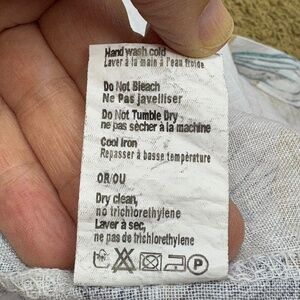 Hand wash cold
Laver à la main à l'eau froide
Do Not Bleach
Ne Pas javelliser
Do Not Tumble Dry
ne pas sècher à la machine
Cool Iron
Repasser à basse température
OR/OU
Dry clean,
no trichlorethylene
Laver à sec,
ne pas de trichlorethylene
P